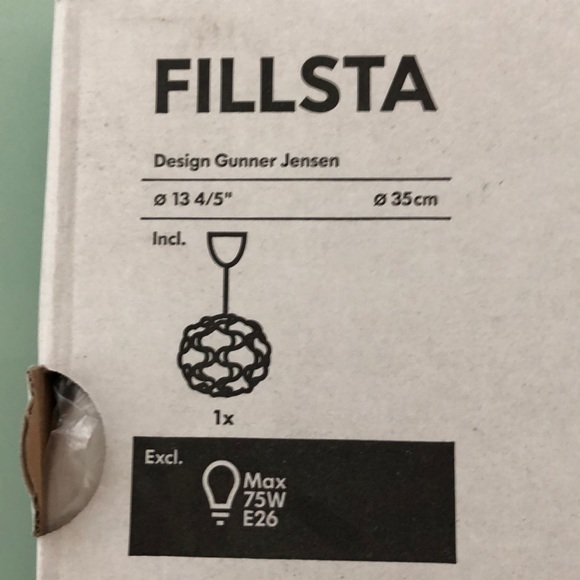 FILLSTA
Design Gunner Jensen
ø 13 4/5" ø 35cm
Incl.
1x
Excl.
Max
75W
E26